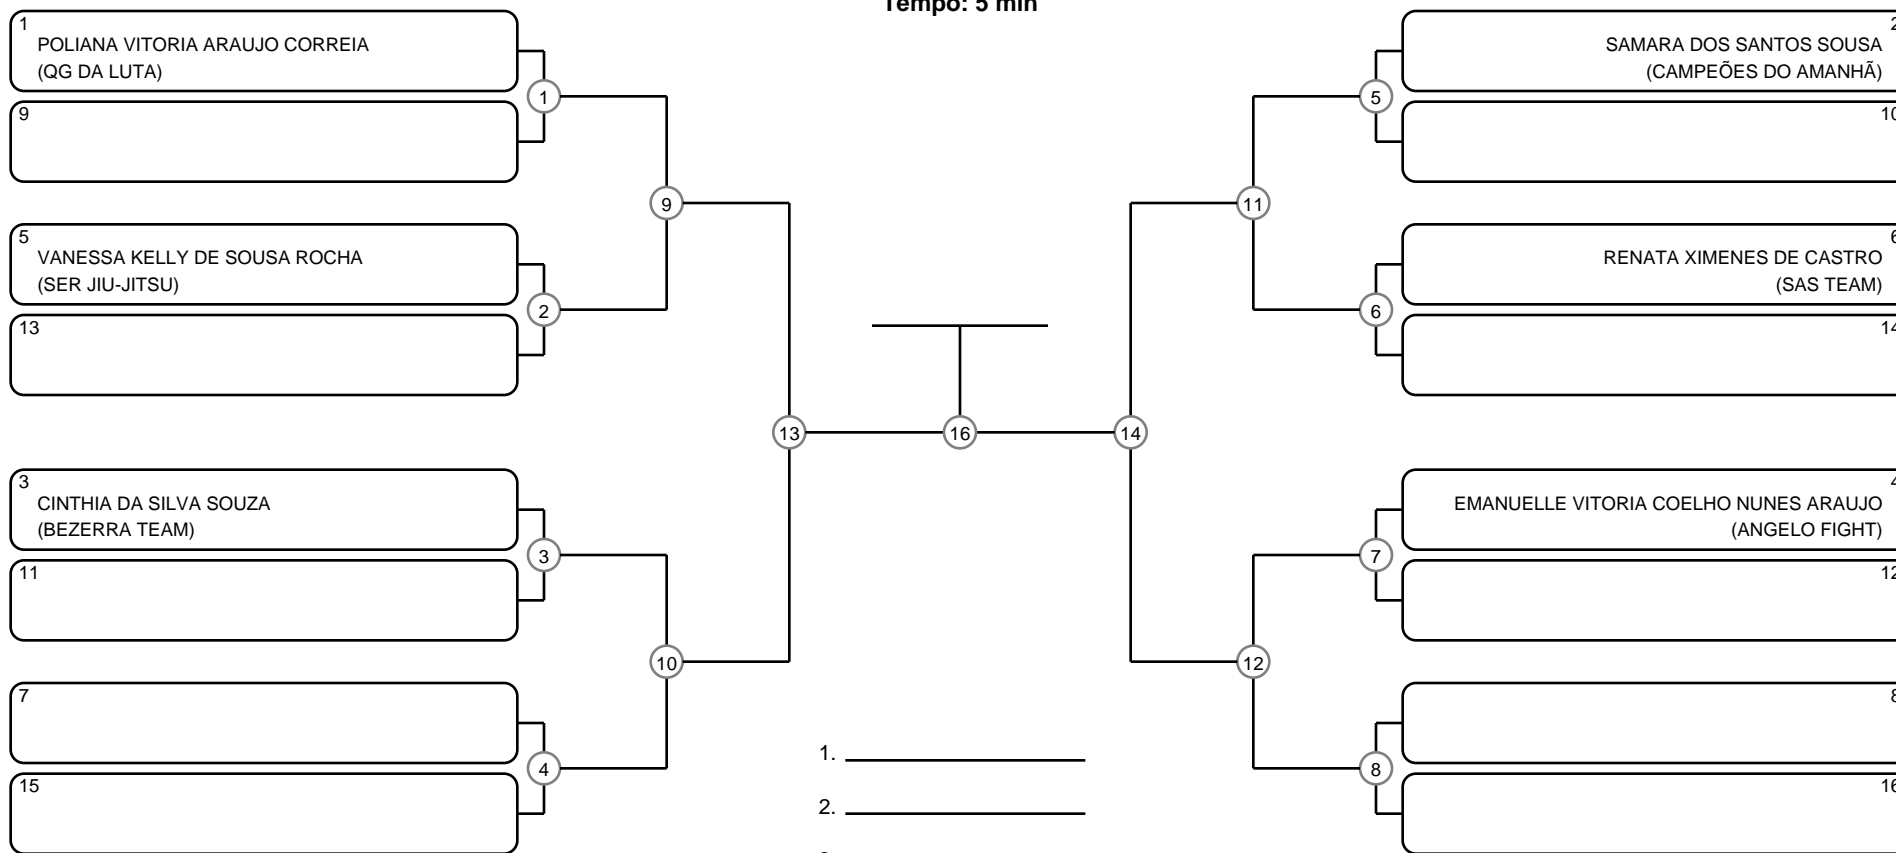 Tempo: 5 min
1
POLIANA VITORIA ARAUJO CORREIA
(QG DA LUTA)
9
5
VANESSA KELLY DE SOUSA ROCHA
(SER JIU-JITSU)
13
3
CINTHIA DA SILVA SOUZA
(BEZERRA TEAM)
11
7
15
1
2
3
4
9
10
13
16
14
11
12
5
6
7
8
2
SAMARA DOS SANTOS SOUSA
(CAMPEÕES DO AMANHÃ)
10
6
RENATA XIMENES DE CASTRO
(SAS TEAM)
14
4
EMANUELLE VITORIA COELHO NUNES ARAUJO
(ANGELO FIGHT)
12
8
16
1.
2.